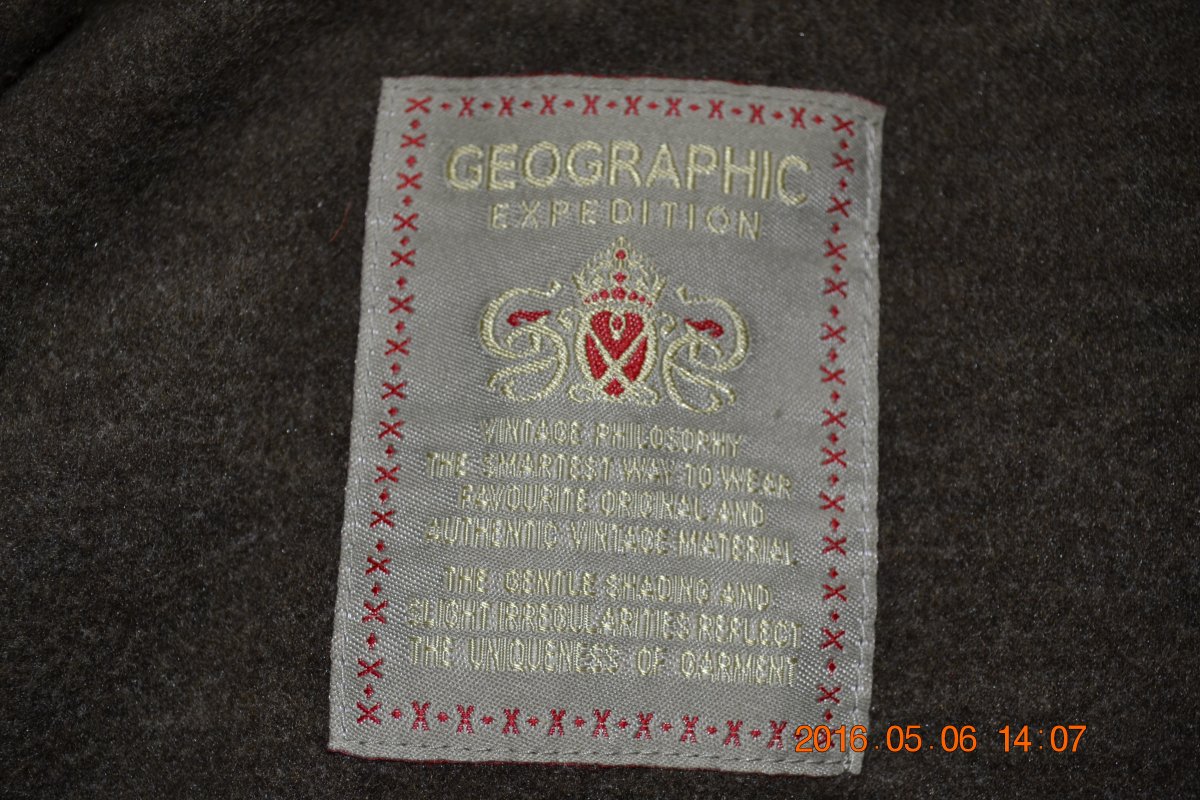 GEOGRAPHIC
EXPEDITION
VINTAGE PHILOSOPHY
THE SMARTEST WAY TO WEAR
FAVOURITE ORIGINAL AND
AUTHENTIC VINTAGE MATERIAL
THE GENTLE SHADING AND
SLIGHT IRREGULARITIES REFLECT
THE UNIQUENESS OF GARMENT
2016.05.06 14:07